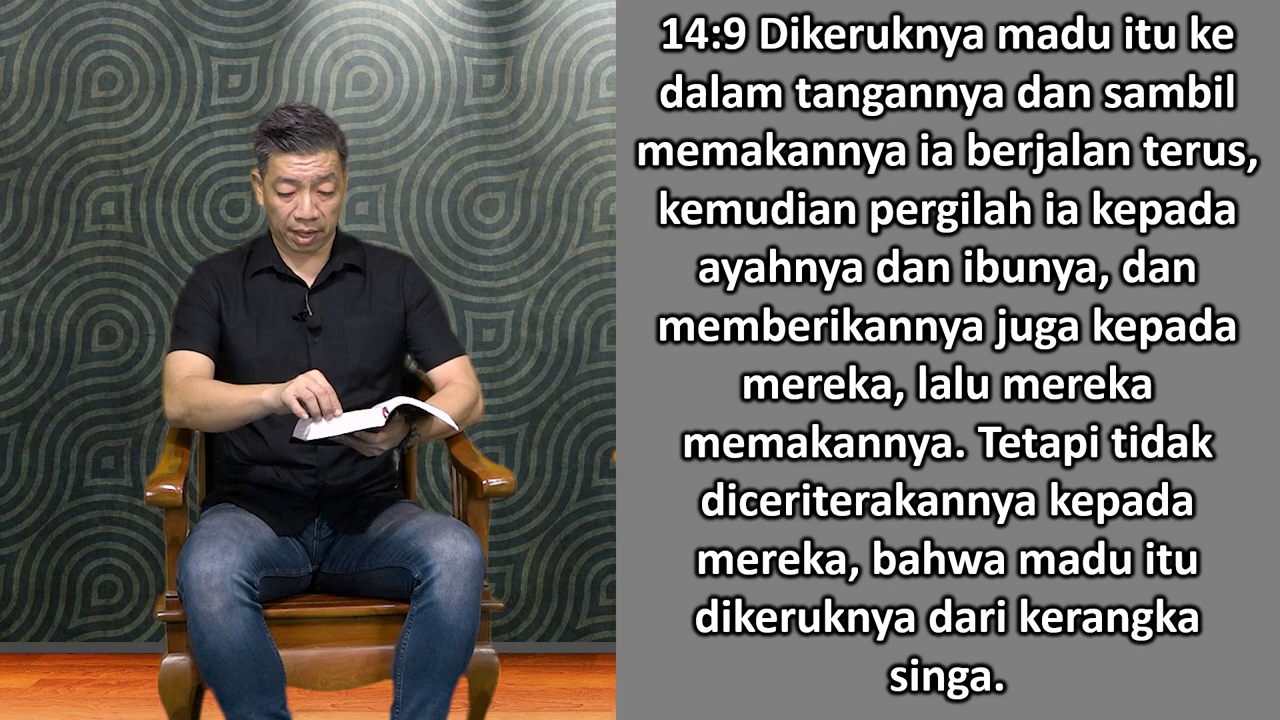 14:9 Dikeruknya madu itu ke
dalam tangannya dan sambil
memakannya ia berjalan terus,
kemudian pergilah ia kepada
ayahnya dan ibunya, dan
memberikannya juga kepada
mereka, lalu mereka
memakannya. Tetapi tidak
diceriterakannya kepada
mereka, bahwa madu itu
dikeruknya dari kerangka
singa.